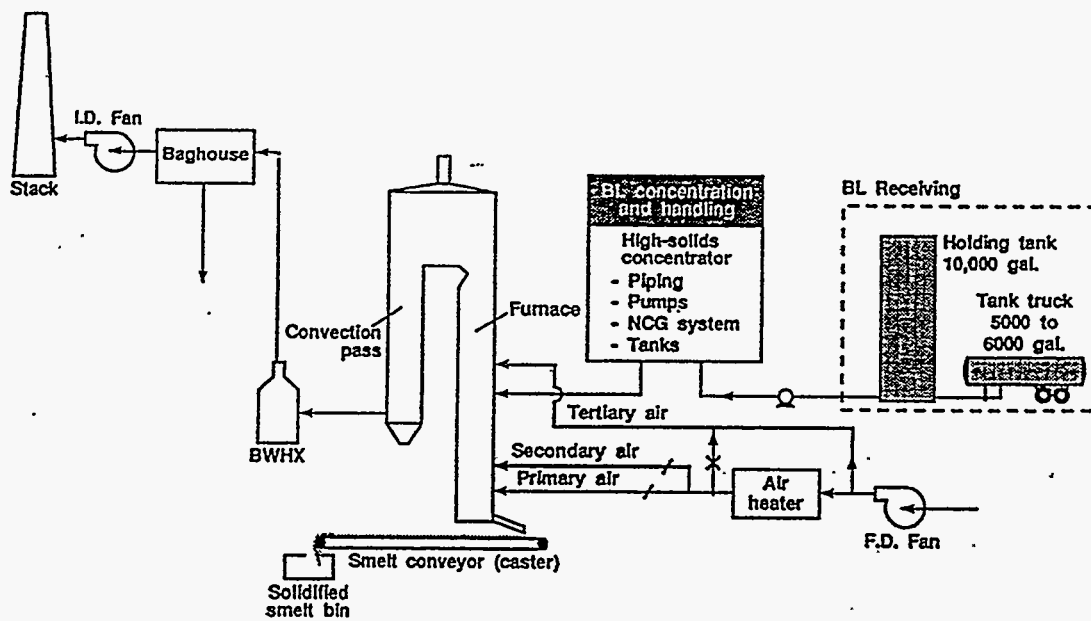 I.D. Fan
Baghouse
Stack
BL concentration
and handling
High-solids
concentrator
- Piping
- Pumps
- NCG system
- Tanks
BL Receiving
Holding tank
10,000 gal.
Tank truck
5000 to
6000 gal.
Furnace
Convection
pass
BWHX
Tertiary air
Secondary air
Primary air
Air
heater
F.D. Fan
Smelt conveyor (caster)
Solidified
smelt bin